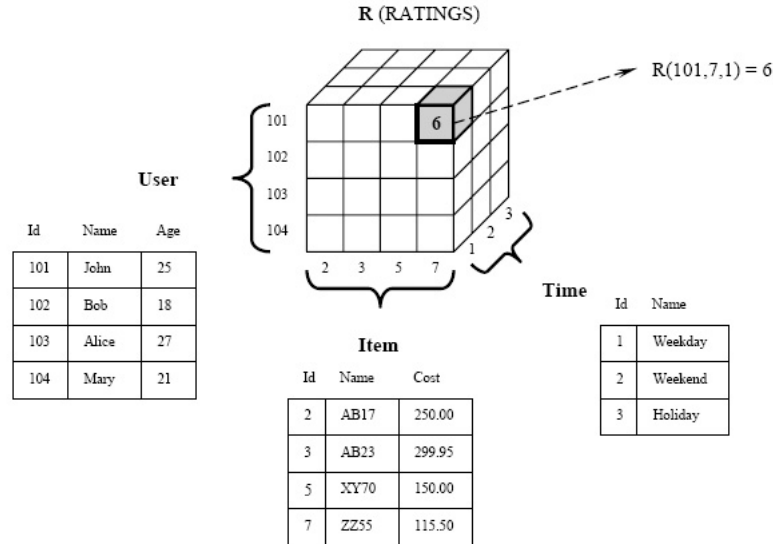 R (RATINGS)
R(101,7,1) = 6
6
101
102
103
104
User
2 3 5 7
1
2
3
Time
Item
Id Name Age
101 John 25
102 Bob 18
103 Alice 27
104 Mary 21
Id Name Cost
2 AB17 250.00
3 AB23 299.95
5 XY70 150.00
7 ZZ55 115.50
Id Name
1 Weekday
2 Weekend
3 Holiday